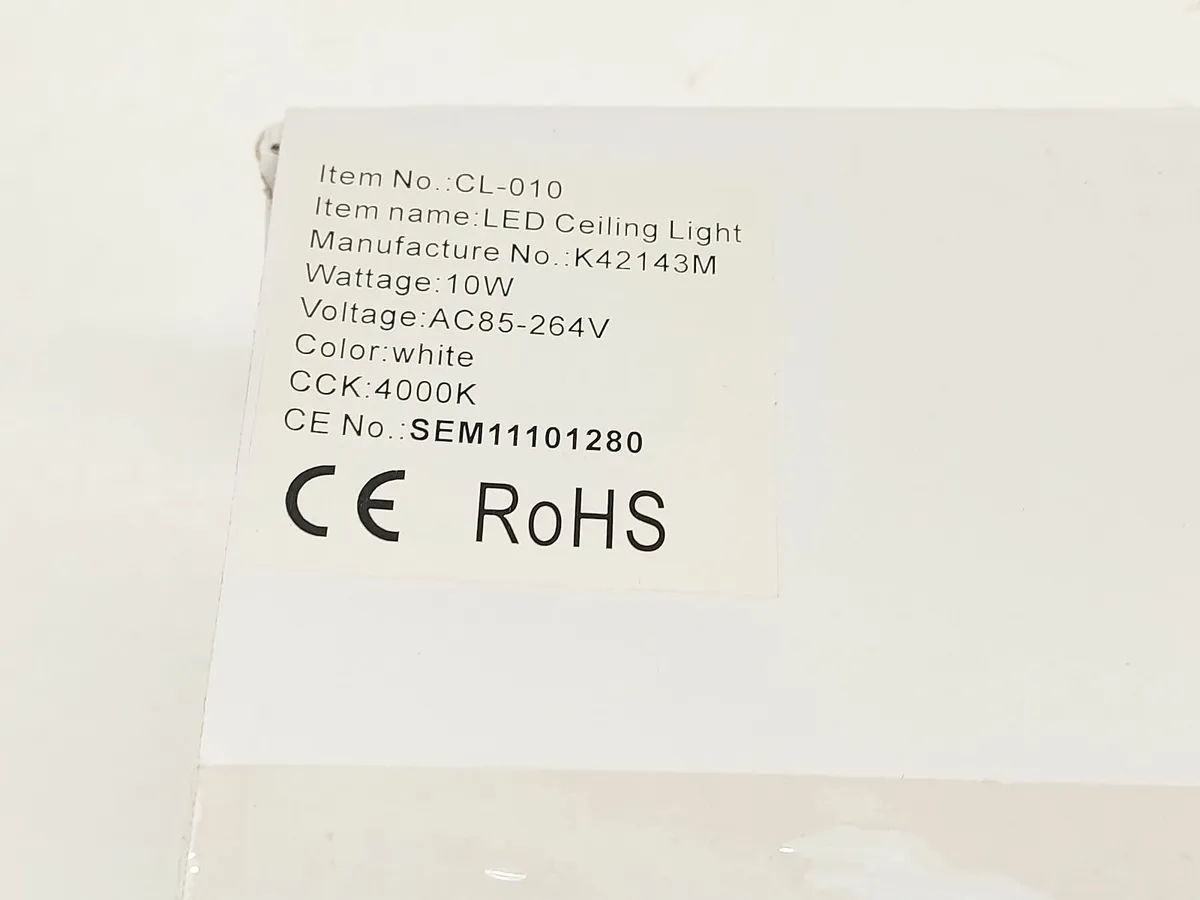 Item No.:CL-010
Item name:LED Ceiling Light
Manufacture No.:K42143M
Wattage:10W
Voltage:AC85-264V
Color:white
CCK:4000K
CE No.:SEM11101280
CE RoHS